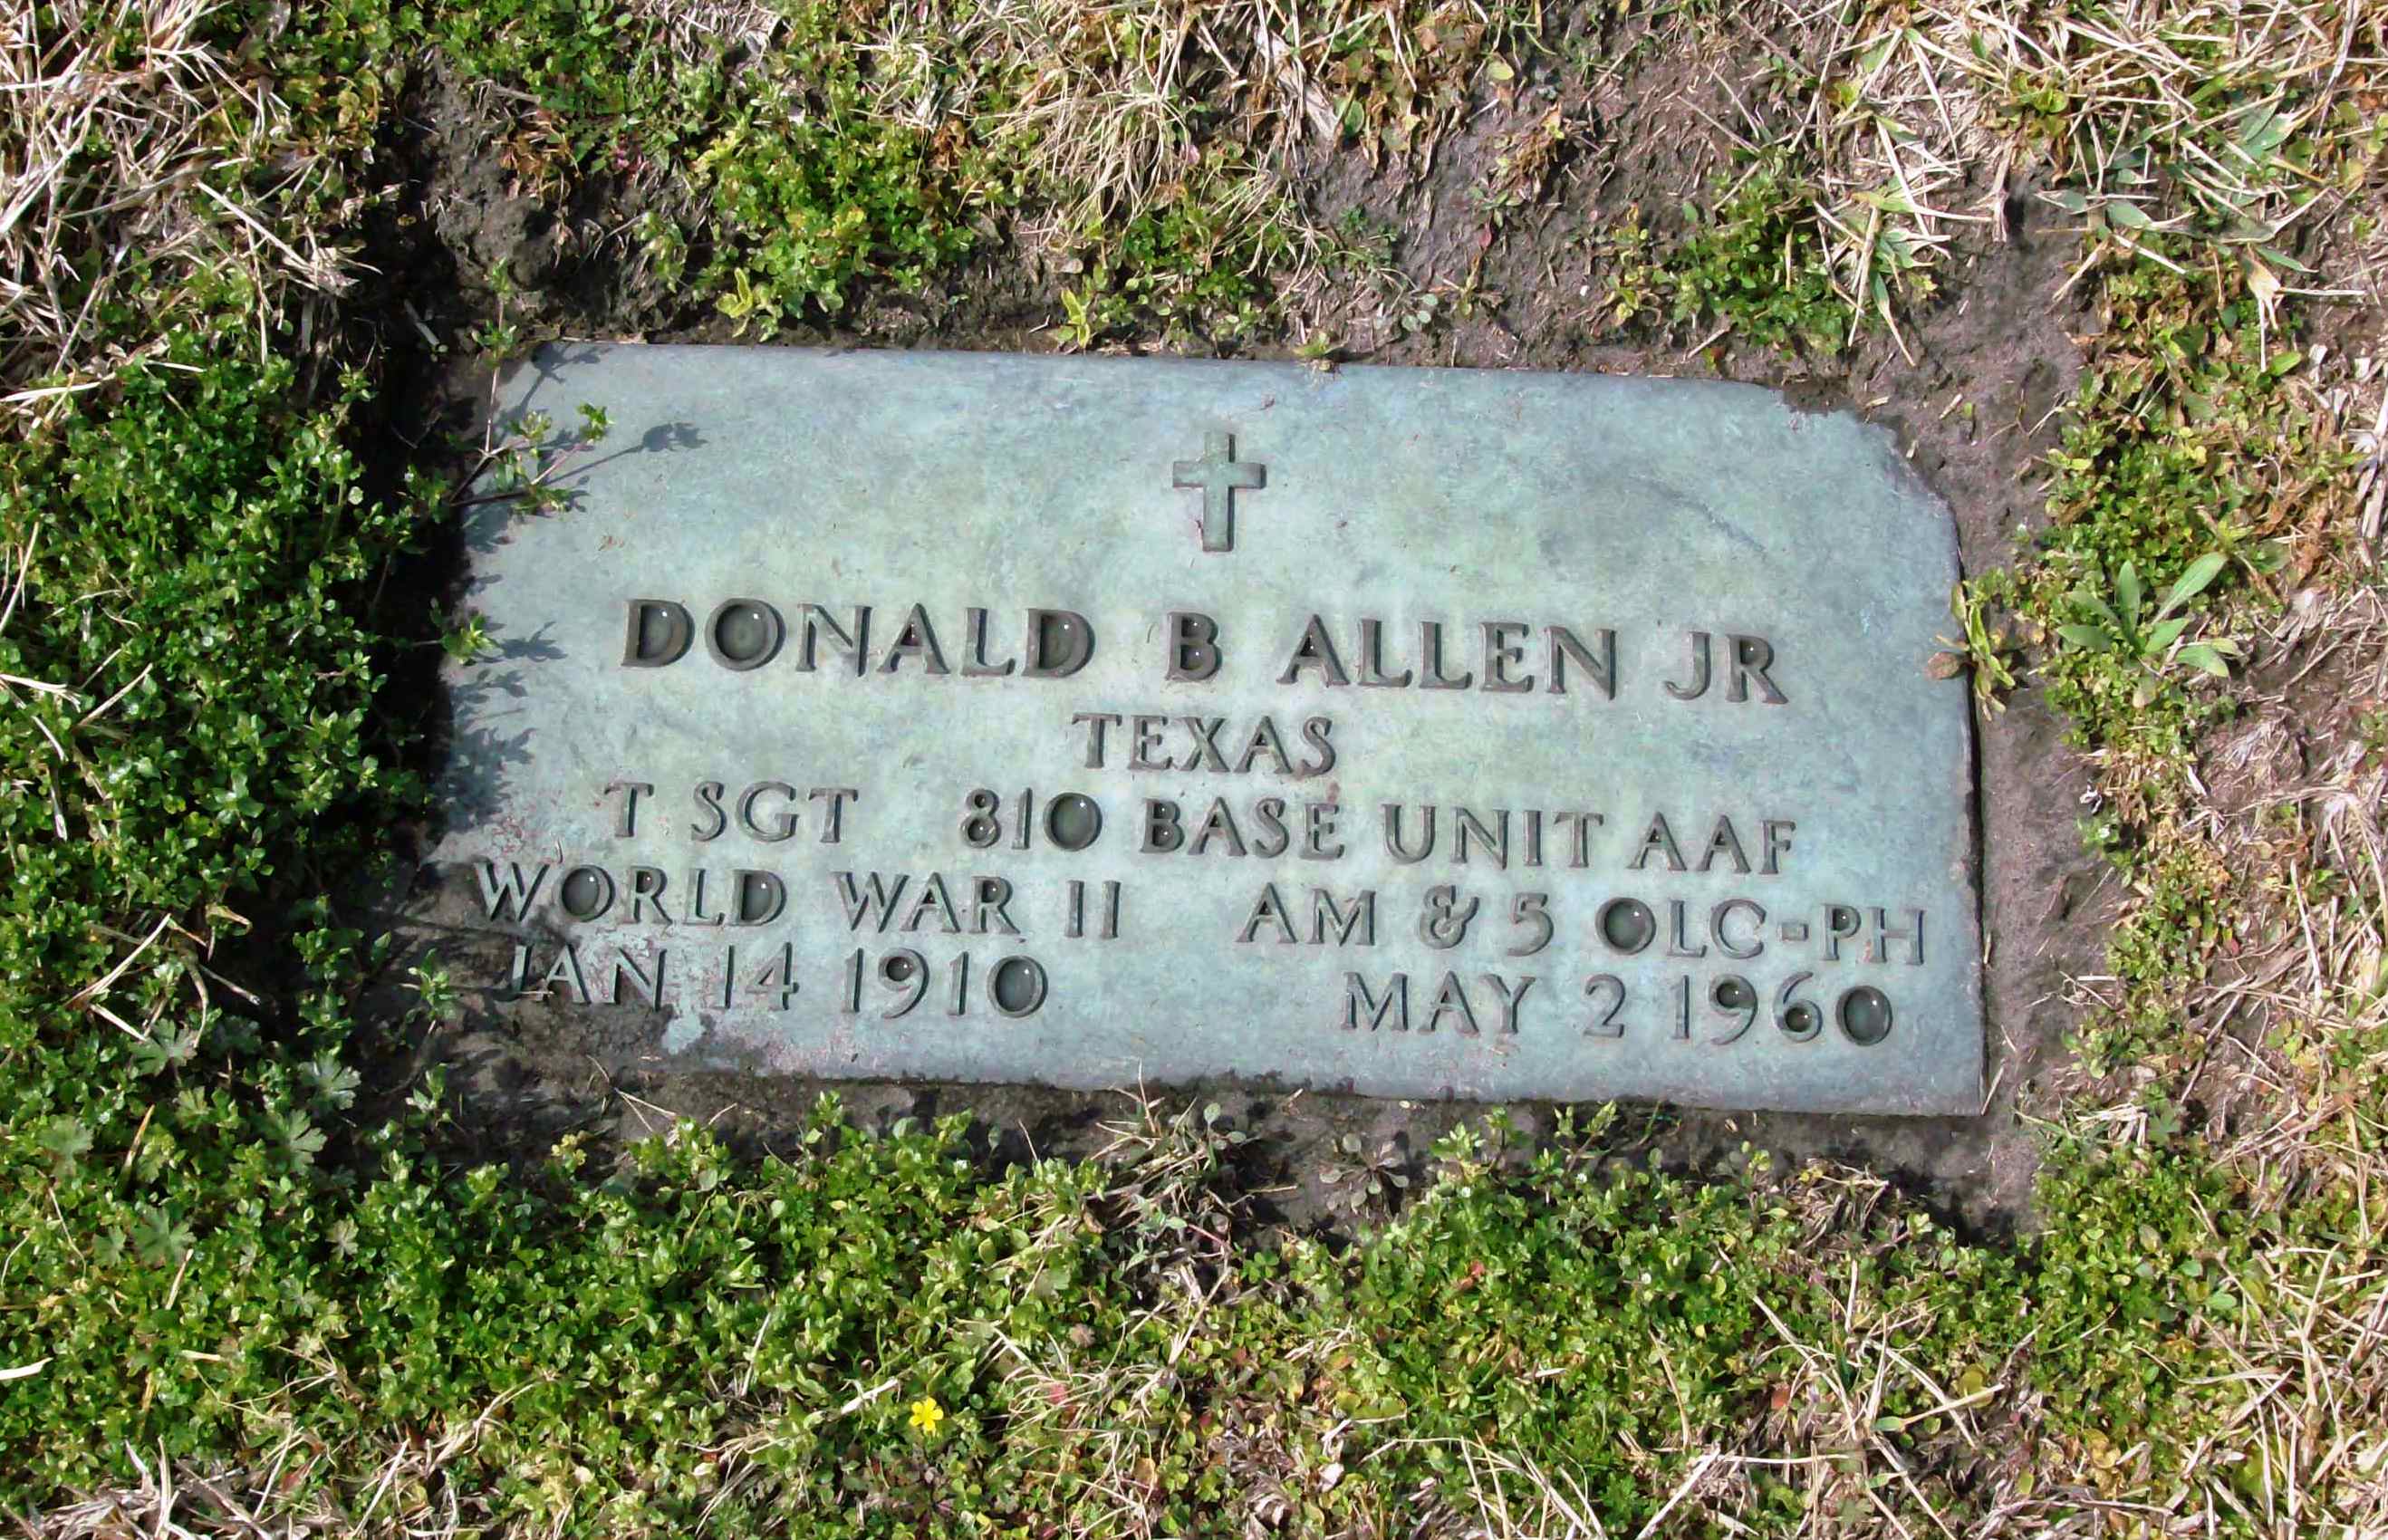 DONALD B ALLEN JR
TEXAS
T SGT 810 BASE UNIT AAF
WORLD WAR II AM & 5 OLC-PH
JAN 14 1910 MAY 2 1960